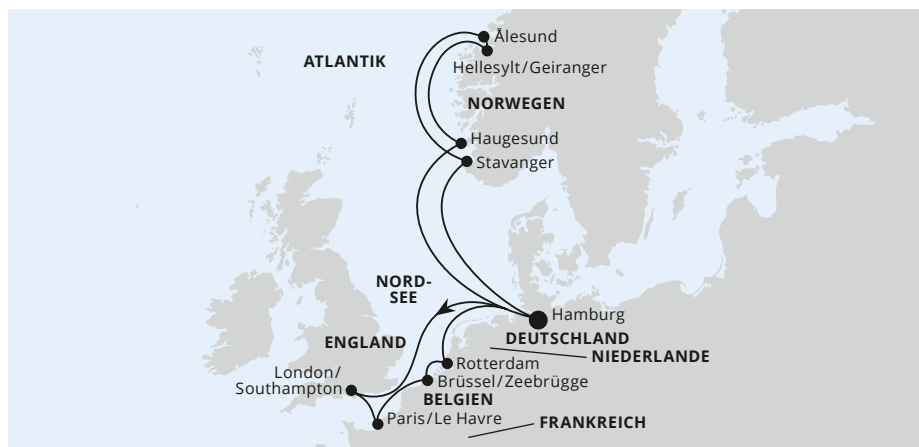 Ålesund
ATLANTIK
Hellesylt/Geiranger
NORWEGEN
Haugesund
Stavanger
NORD-
SEE
Hamburg
DEUTSCHLAND
ENGLAND
NIEDERLANDE
Rotterdam
London/
Southampton
Brüssel/Zeebrügge
BELGIEN
Paris/Le Havre
FRANKREICH